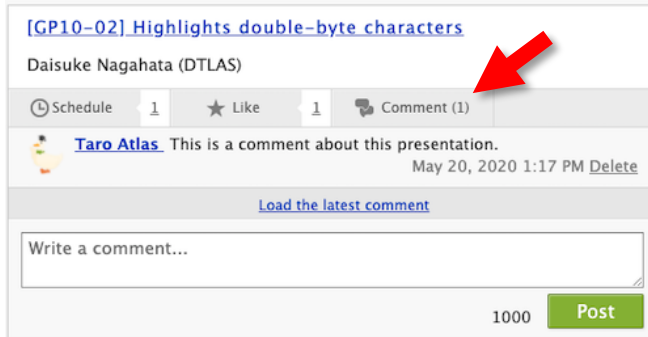 [GP10-02] Highlights double-byte characters
Daisuke Nagahata (DTLAS)
Schedule 1 Like 1 Comment (1)
Taro Atlas This is a comment about this presentation.
May 20, 2020 1:17 PM Delete
Load the latest comment
Write a comment...
1000 Post